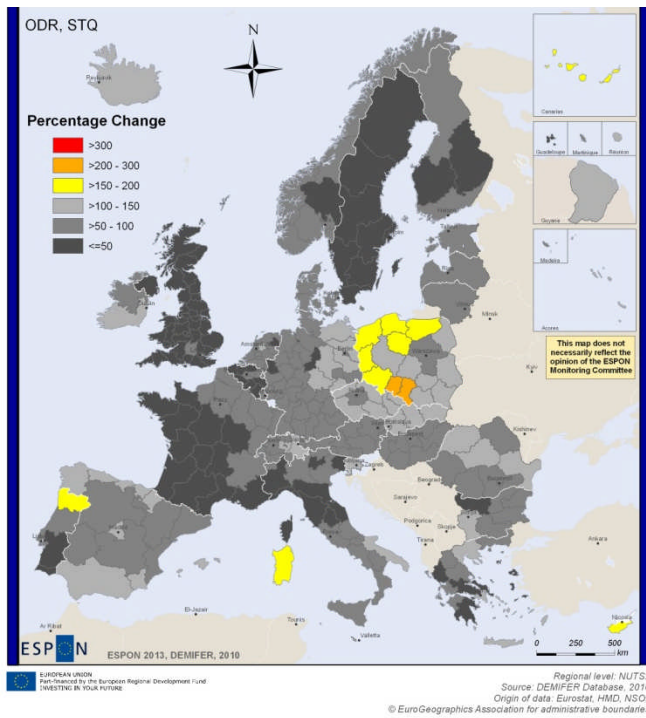 ODR, STQ
N
Reykjavik
Canarias
Percentage Change
>300
>200 - 300
>150 - 200
>100 - 150
>50 - 100
<=50
Guadeloupe
Martinique
Réunion
Guyane
Madeira
Acores
This map does not
necessarily reflect the
opinion of the ESPON
Monitoring Committee
Minsk
Kyiv
Kishinev
Zagreb
Belgrade
Sarajevo
Podgorica
Skopje
Tirana
Ankara
Nicosia
Ar Ribat
El-Jazair
Tounis
Valletta
ESPON
ESPON 2013, DEMIFER, 2010
0 125 250 500
km
EUROPEAN UNION
Part-financed by the European Regional Development Fund
INVESTING IN YOUR FUTURE
Regional level: NUTS
Source: DEMIFER Database, 201
Origin of data: Eurostat, HMD, NSO
© EuroGeographics Association for administrative boundarie